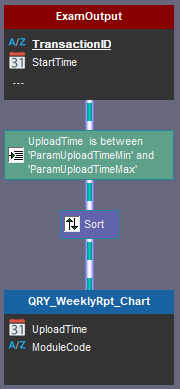 ExamOutput
A/Z TransactionID
31 StartTime
---
UploadTime is between
'ParamUploadTimeMin' and
'ParamUploadTimeMax'
Sort
QRY_WeeklyRpt_Chart
31 UploadTime
A/Z ModuleCode